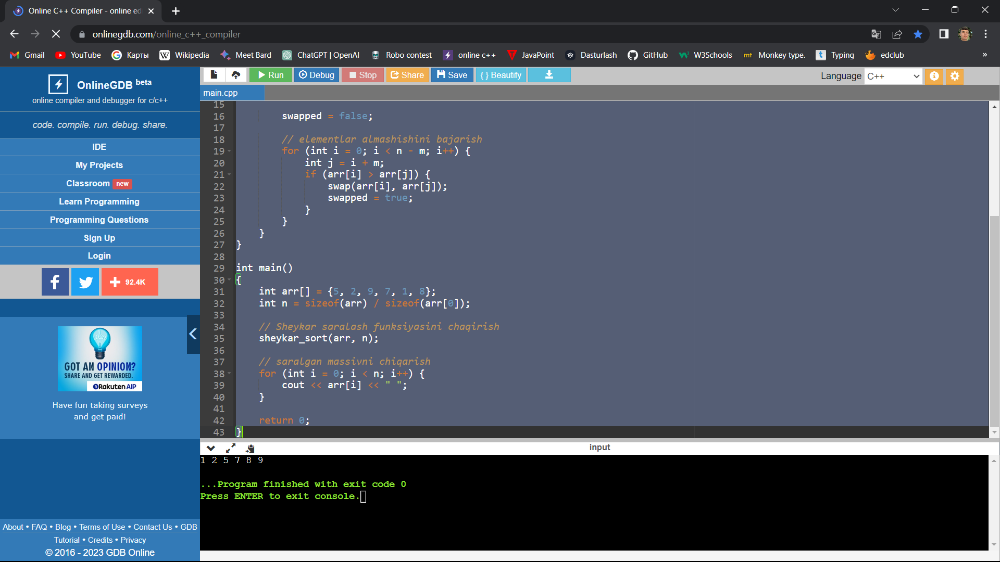 Online C++ Compiler - online ed
onlinegdb.com/online_c++_compiler
Gmail YouTube Карты Wikipedia Meet Bard ChatGPT | OpenAI Robo contest online c++ JavaPoint Dasturlash GitHub W3Schools Monkey type. Typing edclub »
OnlineGDB beta
online compiler and debugger for c/c++
code. compile. run. debug. share.
IDE
My Projects
Classroom new
Learn Programming
Programming Questions
Sign Up
Login
f + 92.4K
GOT AN OPINION?
SHARE AND GET REWARDED.
Rakuten AIP
Have fun taking surveys
and get paid!
About • FAQ • Blog • Terms of Use • Contact Us • GDB
Tutorial • Credits • Privacy
© 2016 - 2023 GDB Online
Run Debug Stop Share Save { } Beautify Language C++
main.cpp
15
16 swapped = false;
17
18 // elementlar almashishini bajarish
19 for (int i = 0; i < n - m; i++) {
20 int j = i + m;
21 if (arr[i] > arr[j]) {
22 swap(arr[i], arr[j]);
23 swapped = true;
24 }
25 }
26 }
27 }
28
29 int main()
30 {
31 int arr[] = {5, 2, 9, 7, 1, 8};
32 int n = sizeof(arr) / sizeof(arr[0]);
33
34 // Sheykar saralash funksiyasini chaqirish
35 sheykar_sort(arr, n);
36
37 // saralgan massivni chiqarish
38 for (int i = 0; i < n; i++) {
39 cout << arr[i] << " ";
40 }
41
42 return 0;
43 }
input
1 2 5 7 8 9
...Program finished with exit code 0
Press ENTER to exit console.